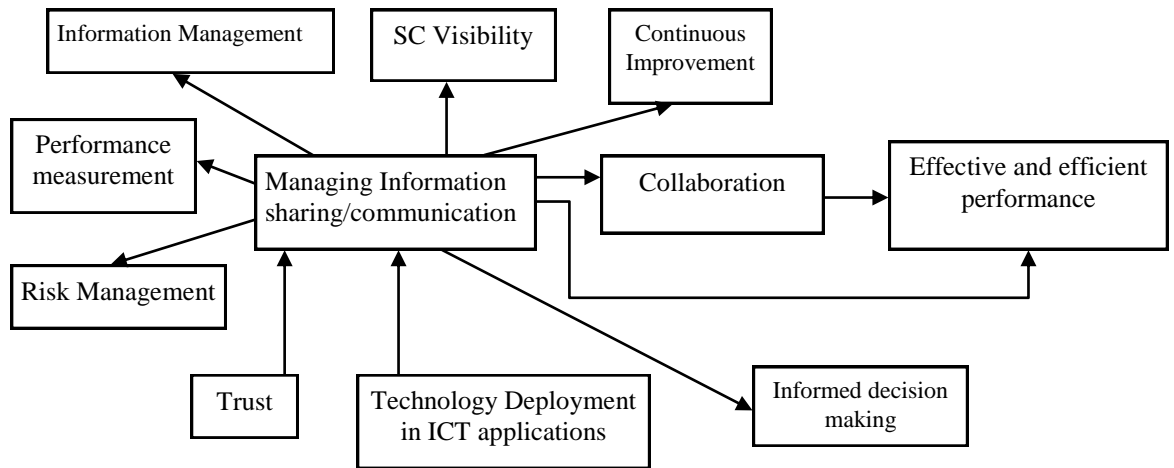 Information Management
SC Visibility
Continuous
Improvement
Performance
measurement
Managing Information
sharing/communication
Collaboration
Effective and efficient
performance
Risk Management
Trust
Technology Deployment
in ICT applications
Informed decision
making